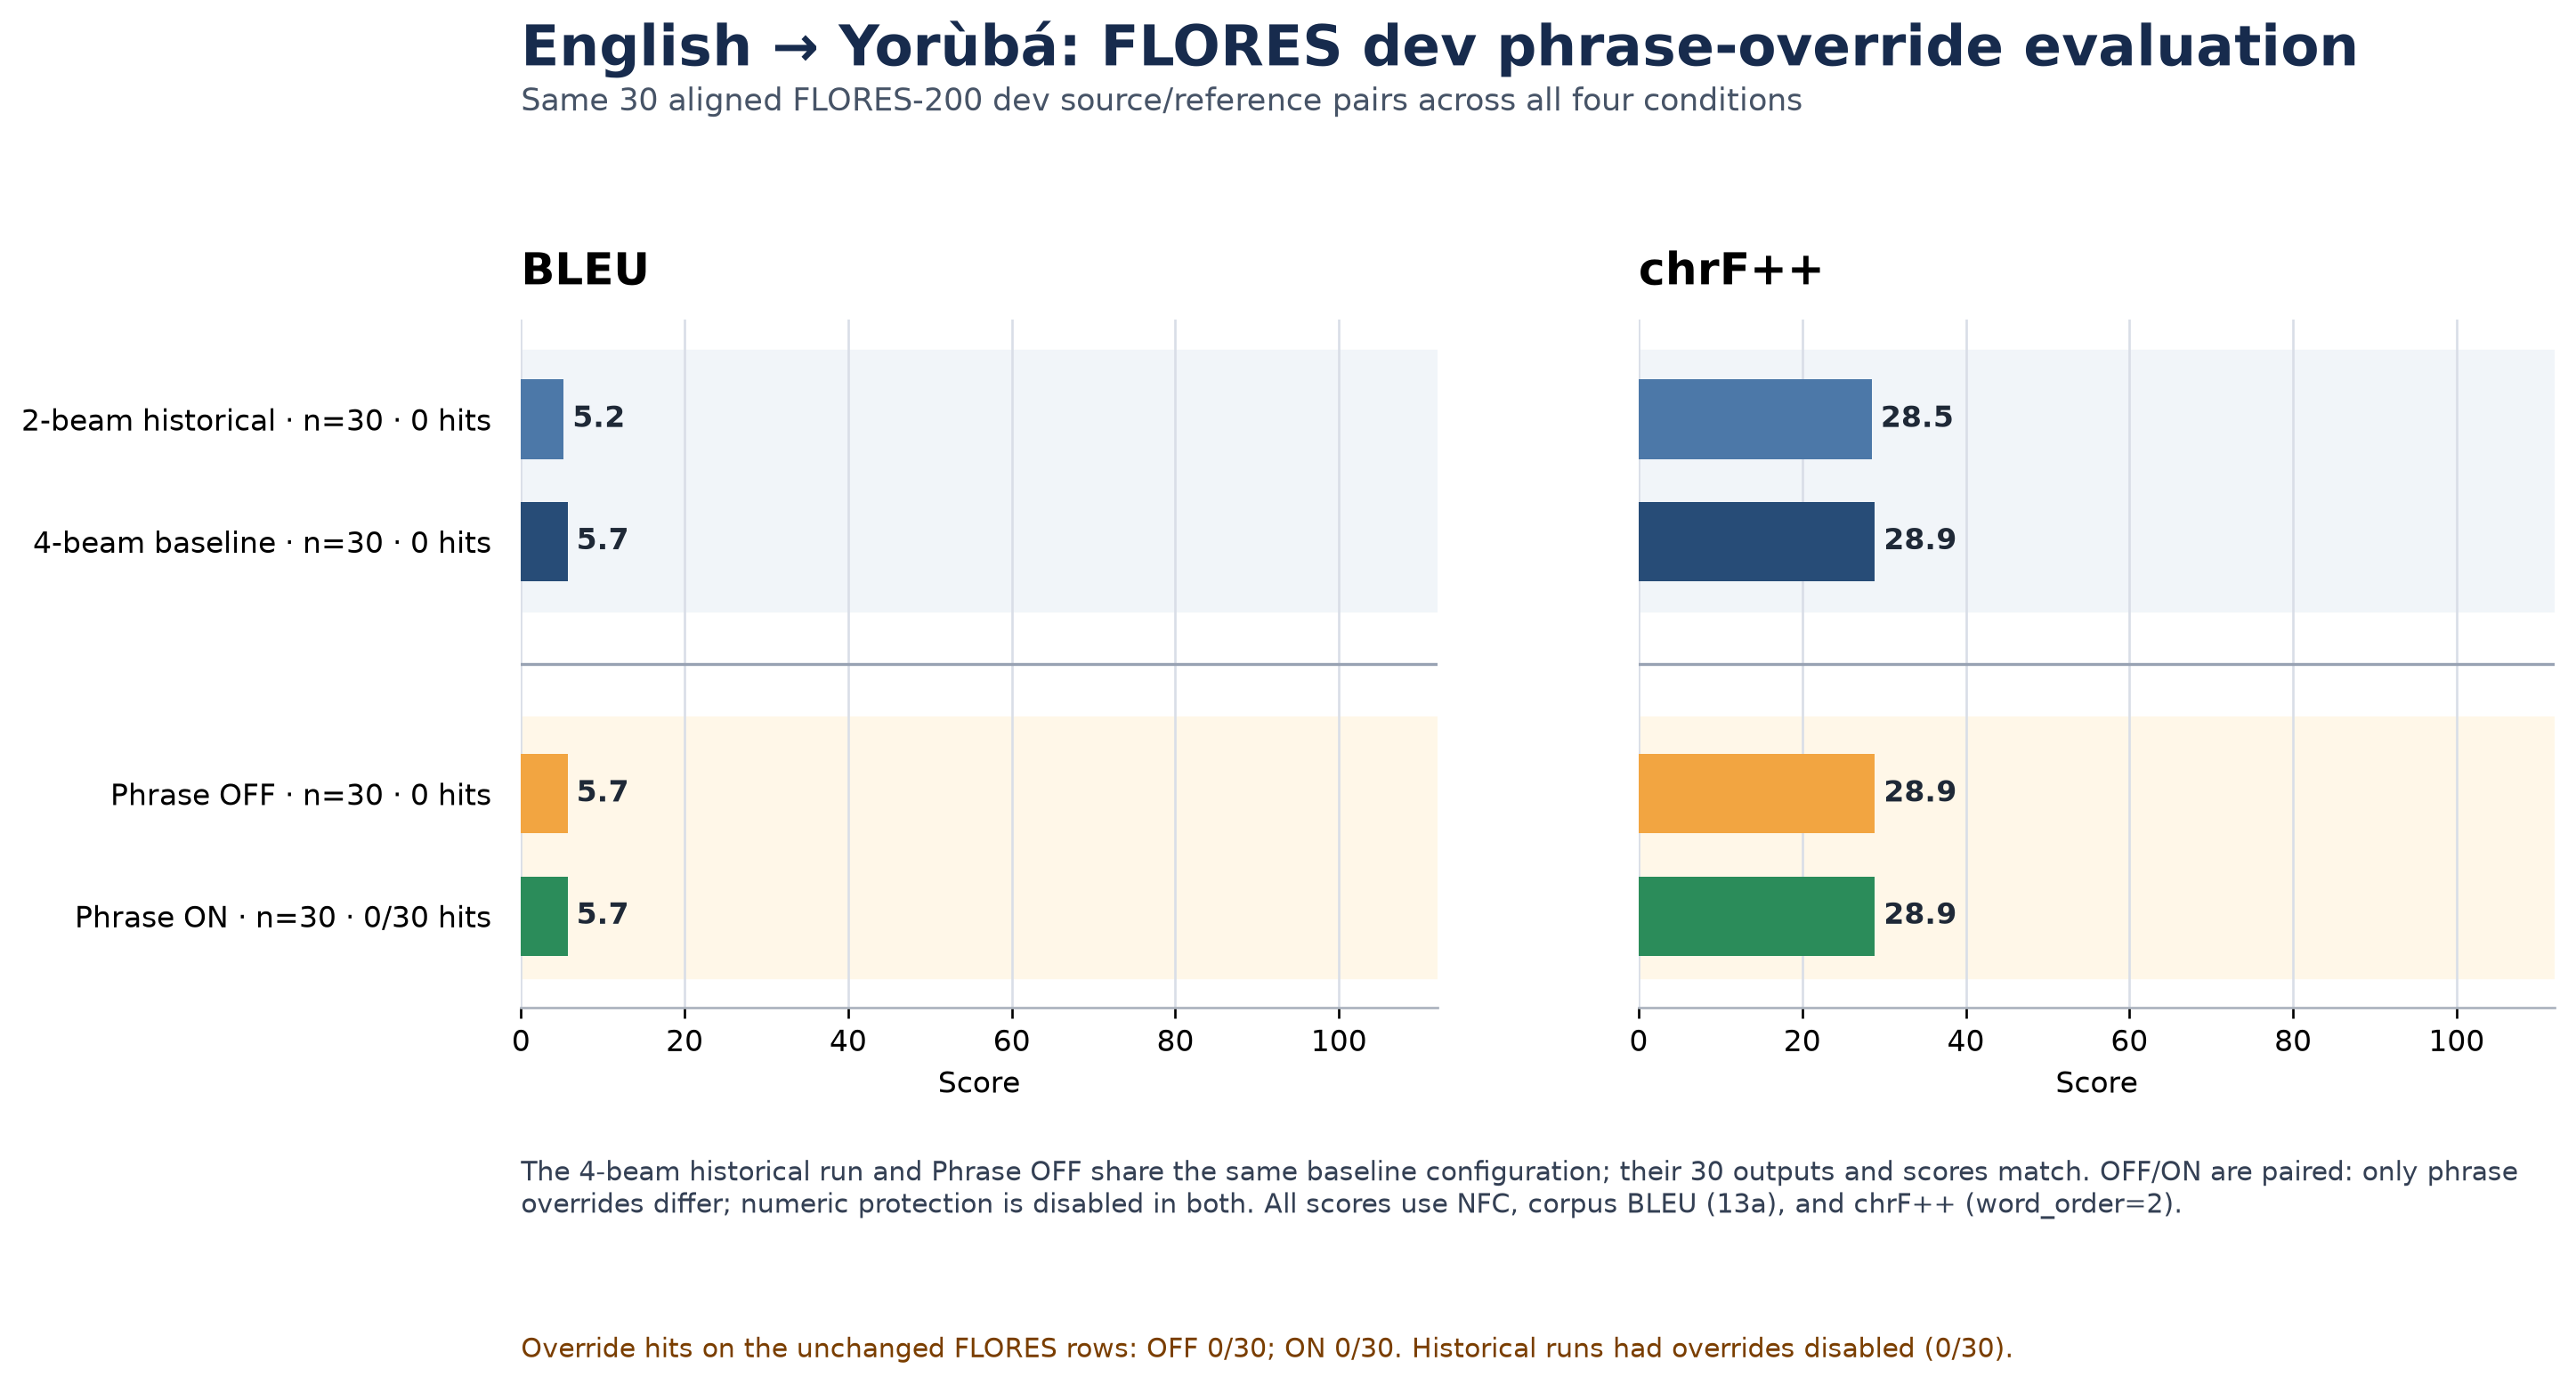 English → Yorùbá: FLORES dev phrase-override evaluation
Same 30 aligned FLORES-200 dev source/reference pairs across all four conditions
BLEU
chrF++
2-beam historical · n=30 · 0 hits
5.2
28.5
4-beam baseline · n=30 · 0 hits
5.7
28.9
Phrase OFF · n=30 · 0 hits
5.7
28.9
Phrase ON · n=30 · 0/30 hits
5.7
28.9
0 20 40 60 80 100
0 20 40 60 80 100
Score
Score
The 4-beam historical run and Phrase OFF share the same baseline configuration; their 30 outputs and scores match. OFF/ON are paired: only phrase
overrides differ; numeric protection is disabled in both. All scores use NFC, corpus BLEU (13a), and chrF++ (word_order=2).
Override hits on the unchanged FLORES rows: OFF 0/30; ON 0/30. Historical runs had overrides disabled (0/30).